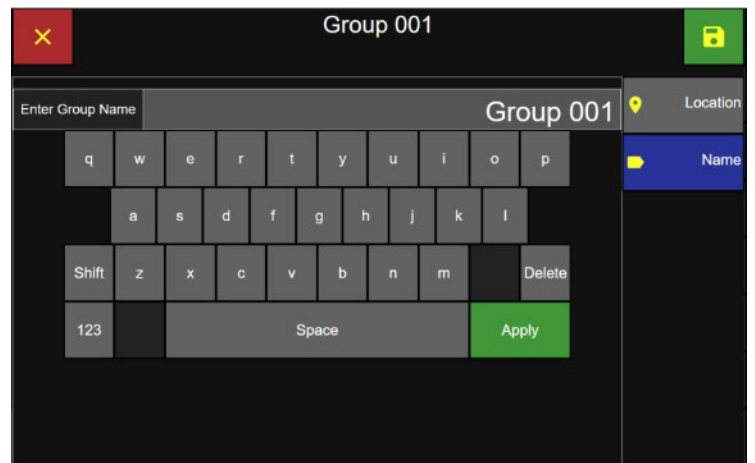 Group 001
Enter Group Name Group 001
Location
Name
q w e r t y u i o p
a s d f g h j k l
Shift z x c v b n m Delete
123 Space Apply